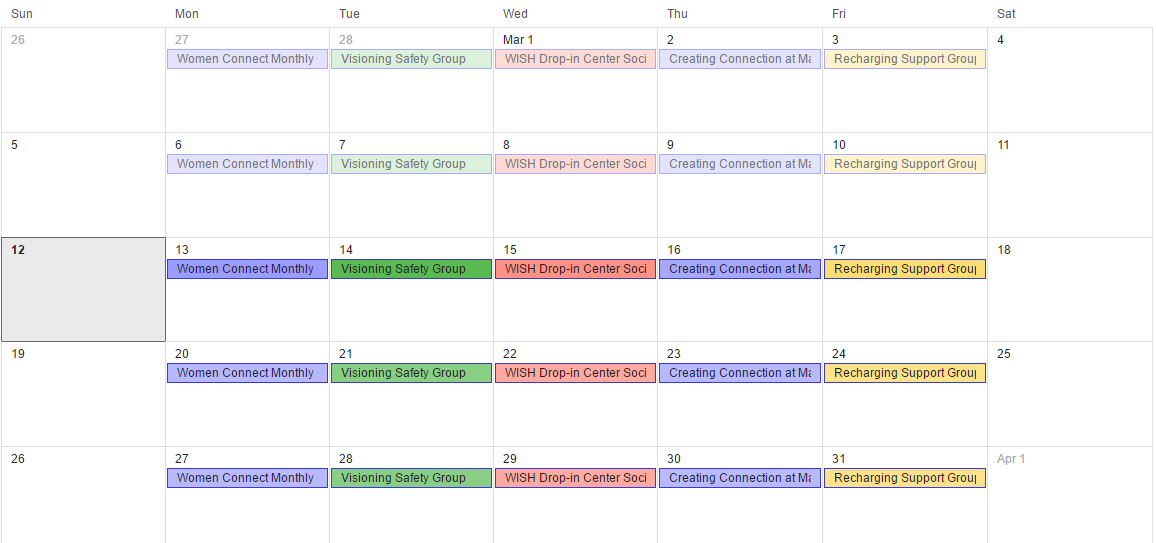 Sun Mon Tue Wed Thu Fri Sat
26 27 28 Mar 1 2 3 4
Women Connect Monthly Visioning Safety Group WISH Drop-in Center Soci Creating Connection at Ma Recharging Support Group
5 6 7 8 9 10 11
Women Connect Monthly Visioning Safety Group WISH Drop-in Center Soci Creating Connection at Ma Recharging Support Group
12 13 14 15 16 17 18
Women Connect Monthly Visioning Safety Group WISH Drop-in Center Soci Creating Connection at Ma Recharging Support Group
19 20 21 22 23 24 25
Women Connect Monthly Visioning Safety Group WISH Drop-in Center Soci Creating Connection at Ma Recharging Support Group
26 27 28 29 30 31 Apr 1
Women Connect Monthly Visioning Safety Group WISH Drop-in Center Soci Creating Connection at Ma Recharging Support Group